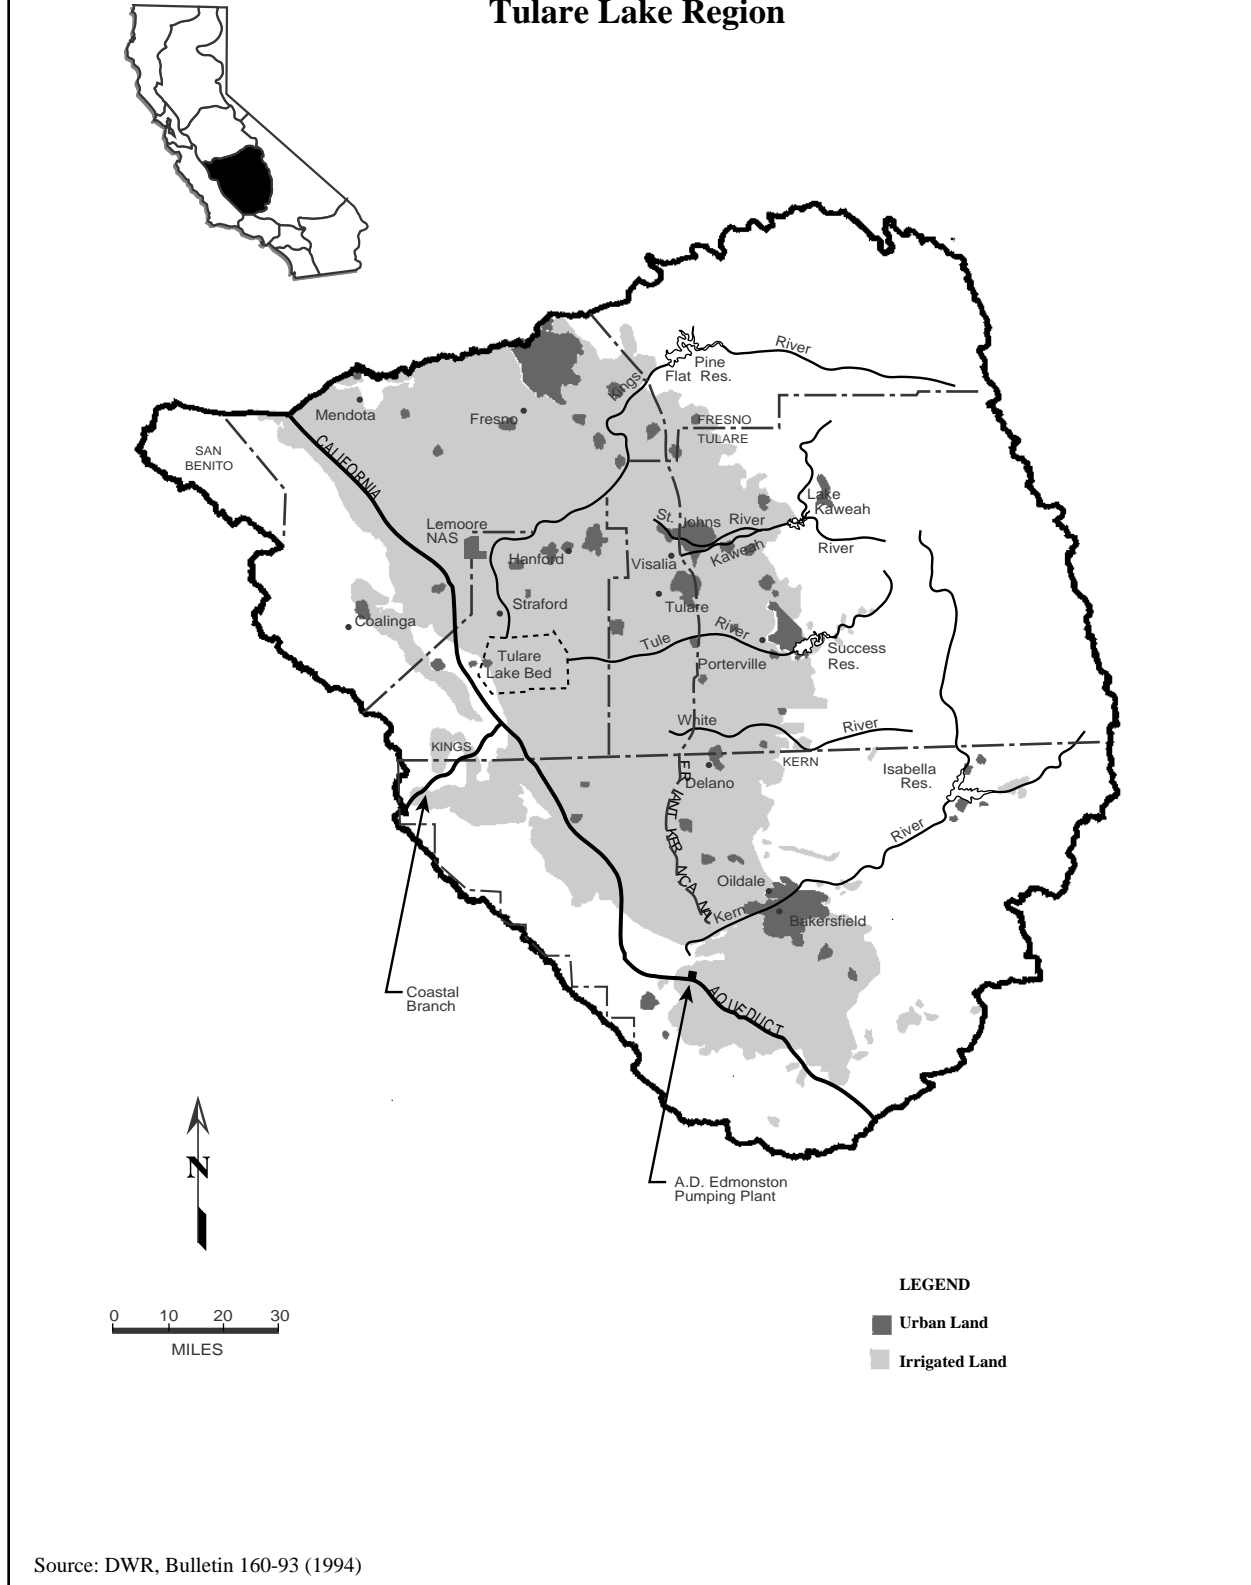 Tulare Lake Region
River
Pine
Flat Res.
Kings
Mendota
Fresno
FRESNO
TULARE
SAN
BENITO
CALIFORNIA
Lake
Kaweah
Lemoore
NAS
St. Johns River
Hanford
Visalia
Kaweah
River
Straford
Tulare
Coalinga
Tule River
Success
Res.
Tulare
Lake Bed
Porterville
White River
KINGS
KERN
Isabella
Res.
Delano
FRIANT KERN CANAL
River
Oildale
Kern
Bakersfield
Coastal
Branch
AQUEDUCT
N
A.D. Edmonston
Pumping Plant
LEGEND
0 10 20 30
Urban Land
MILES
Irrigated Land
Source: DWR, Bulletin 160-93 (1994)